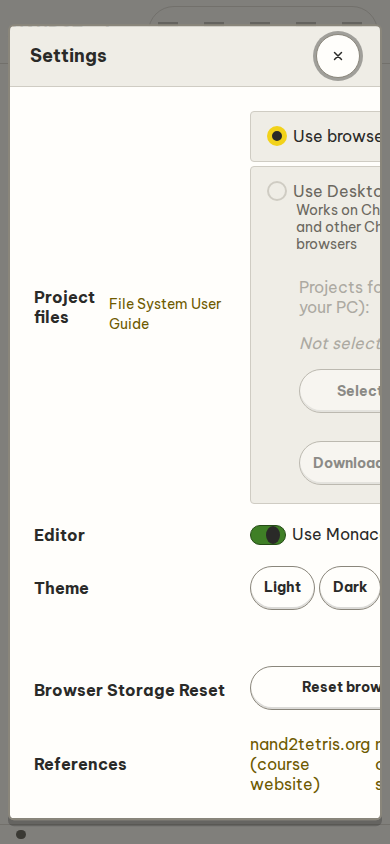 Settings
Use browse
Use Deskto
Works on Ch
and other Ch
browsers
Project
files
File System User
Guide
Projects fo
your PC):
Not select
Select
Download
Editor
Use Monac
Theme
Light
Dark
Browser Storage Reset
Reset brow
References
nand2tetris.org
(course
website)